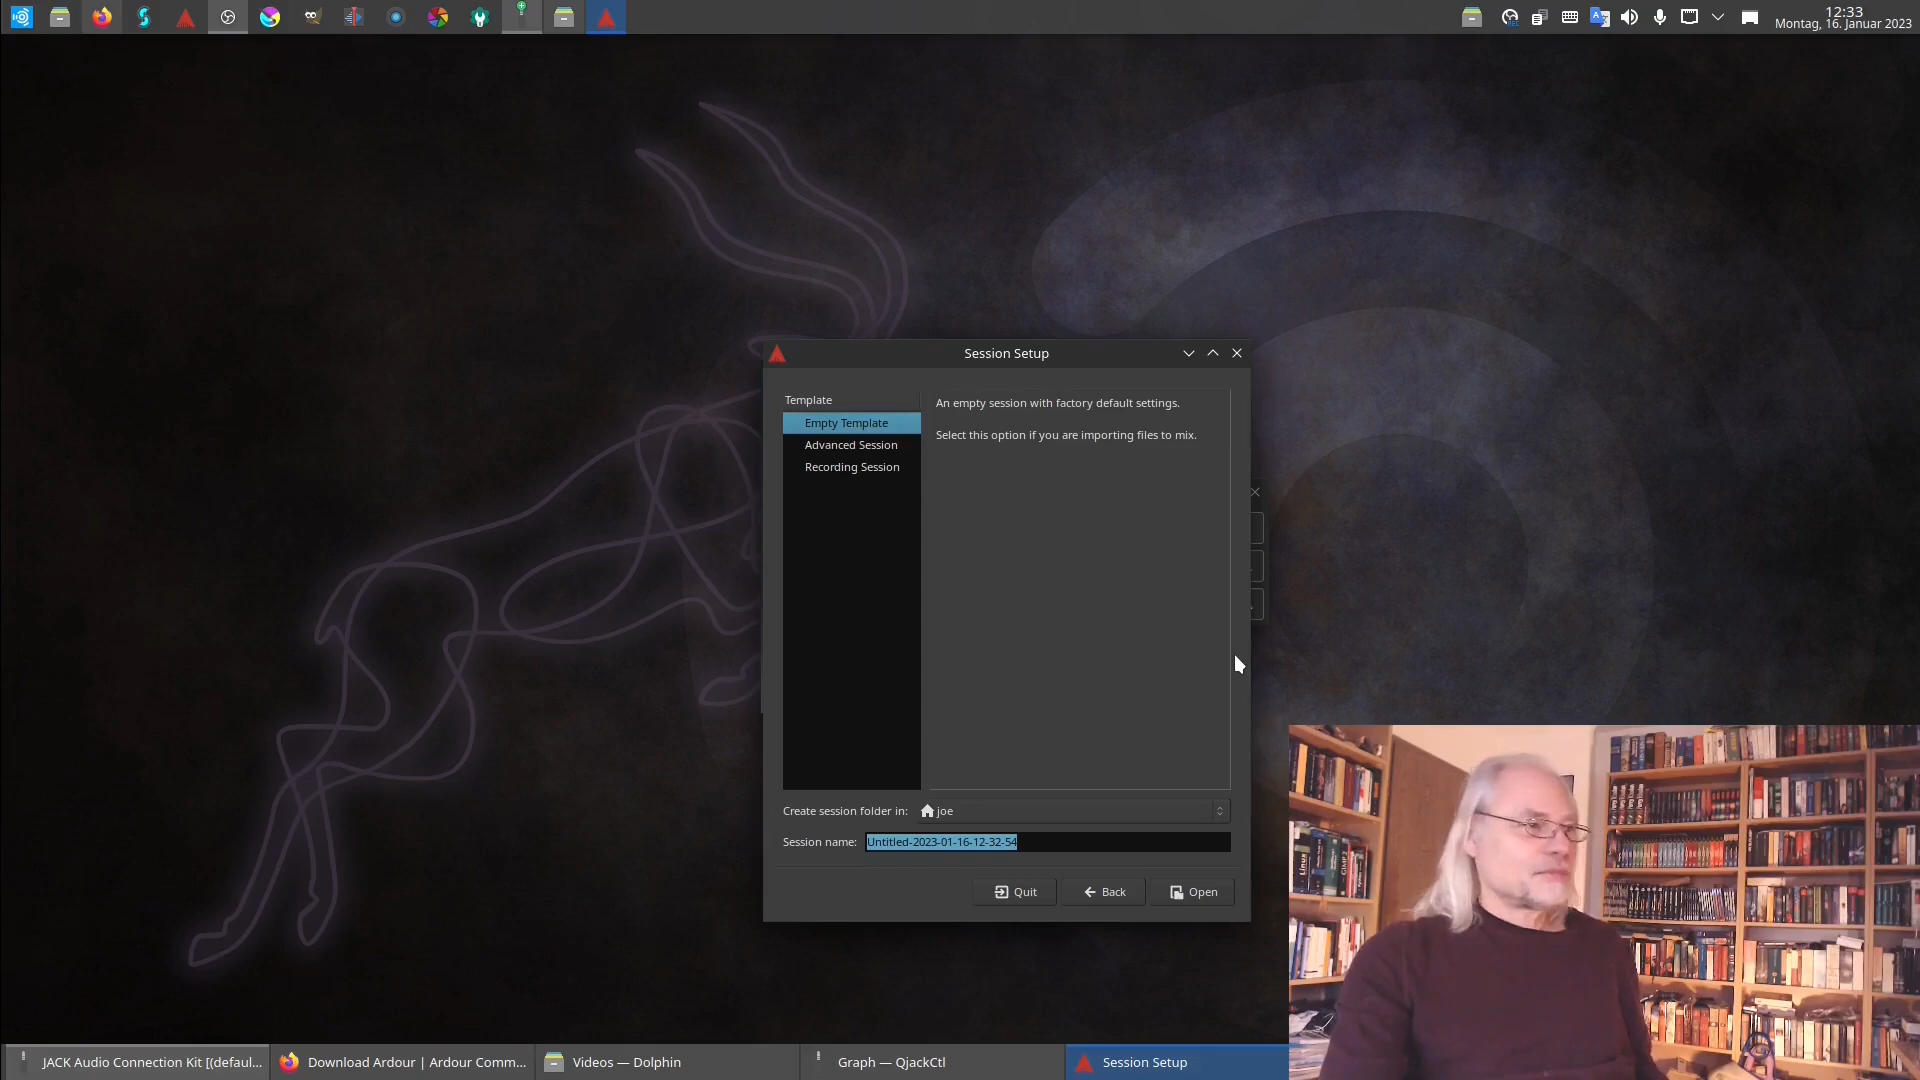 12:33
Montag, 16. Januar 2023
Session Setup
Template
Empty Template
Advanced Session
Recording Session
An empty session with factory default settings.
Select this option if you are importing files to mix.
Create session folder in:
joe
Session name:
Untitled-2023-01-16-12-32-54
Quit
Back
Open
Linux
GIMP 2
JACK Audio Connection Kit [(defaul...
Download Ardour | Ardour Comm...
Videos — Dolphin
Graph — QjackCtl
Session Setup